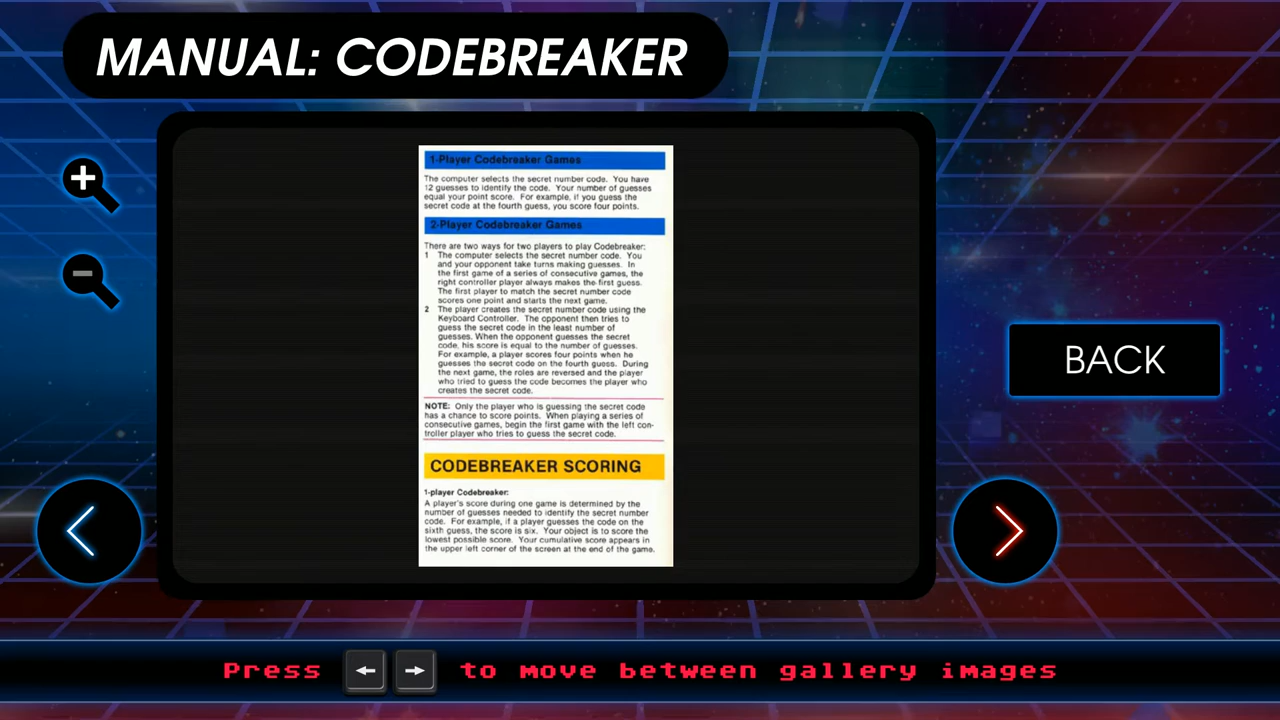 MANUAL: CODEBREAKER
1-Player Codebreaker Games
The computer selects the secret number code. You have
12 guesses to identify the code. Your number of guesses
equal your point score. For example, if you guess the
secret code at the fourth guess, you score four points.
2-Player Codebreaker Games
There are two ways for two players to play Codebreaker:
1 The computer selects the secret number code. You
and your opponent take turns making guesses. In
the first game of a series of consecutive games, the
right controller player always makes the first guess.
The first player to match the secret number code
scores one point and starts the next game.
2 The player creates the secret number code using the
Keyboard Controller. The opponent then tries to
guess the secret code in the least number of
guesses. When the opponent guesses the secret
code, his score is equal to the number of guesses.
For example, a player scores four points when he
guesses the secret code on the fourth guess. During
the next game, the roles are reversed and the player
who tried to guess the code becomes the player who
creates the secret code.
NOTE: Only the player who is guessing the secret code
has a chance to score points. When playing a series of
consecutive games, begin the first game with the left con-
troller player who tries to guess the secret code.
CODEBREAKER SCORING
1-player Codebreaker:
A player's score during one game is determined by the
number of guesses needed to identify the secret number
code. For example, if a player guesses the code on the
sixth guess, the score is six. Your object is to score the
lowest possible score. Your cumulative score appears in
the upper left corner of the screen at the end of the game.
BACK
Press ← → to move between gallery images